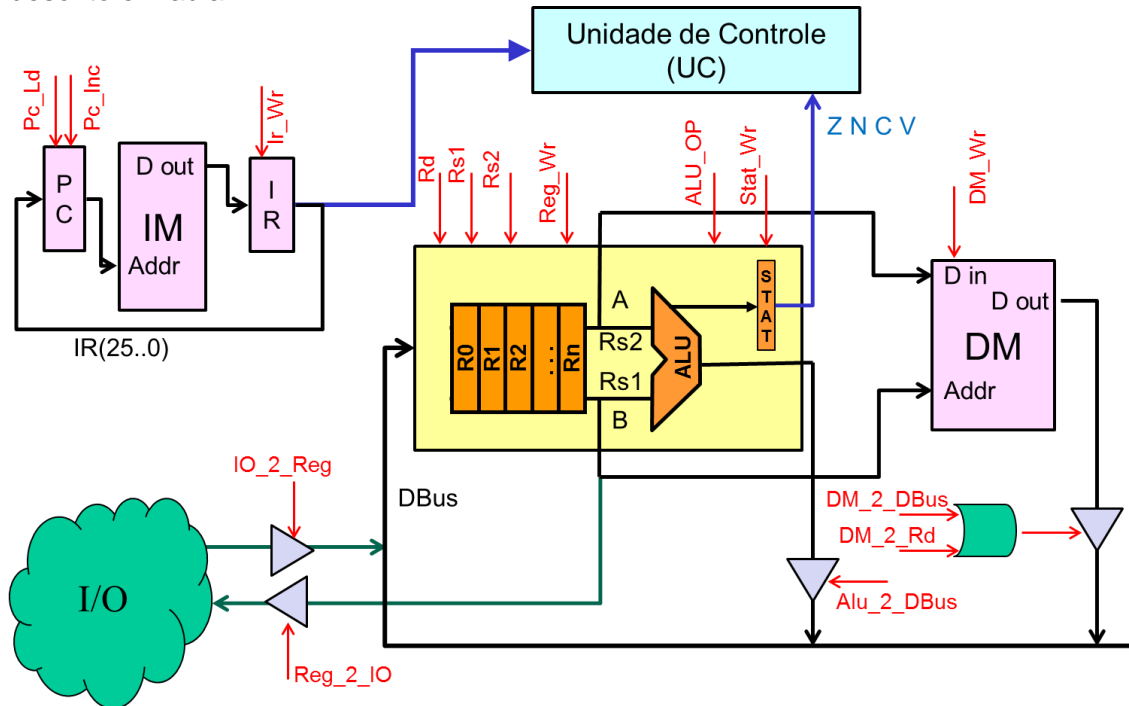 Unidade de Controle
(UC)
Pc_Ld
Pc_Inc
Ir_Wr
Z N C V
Rd
Rs1
Rs2
Reg_Wr
ALU_OP
Stat_Wr
DM_Wr
P
C
D out
IM
Addr
I
R
IR(25..0)
S
T
A
T
A
Rs2
R0
R1
R2
...
Rn
ALU
Rs1
B
D in
D out
DM
Addr
IO_2_Reg
DBus
DM_2_DBus
DM_2_Rd
I/O
Alu_2_DBus
Reg_2_IO